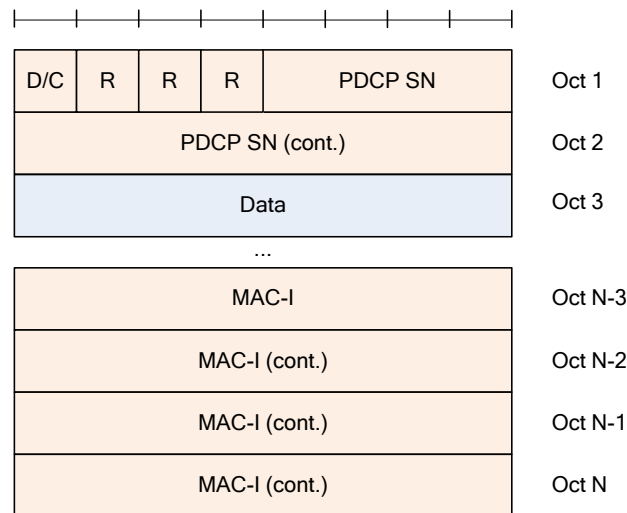 D/C R R R PDCP SN Oct 1
PDCP SN (cont.) Oct 2
Data Oct 3
...
MAC-I Oct N-3
MAC-I (cont.) Oct N-2
MAC-I (cont.) Oct N-1
MAC-I (cont.) Oct N